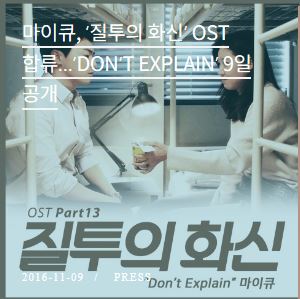 마이큐, ‘질투의 화신’ OST
합류...‘DON’T EXPLAIN’ 9일
공개
OST Part13
질투의 화신
2016-11-09 / PRESS
"Don't Explain" 마이큐